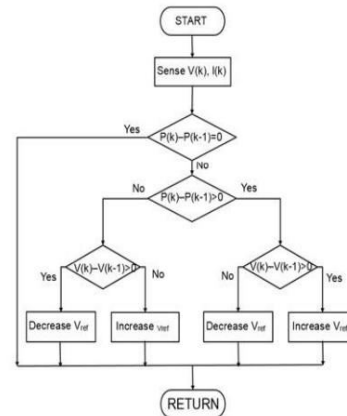 START
Sense V(k), I(k)
Yes
P(k)–P(k-1)=0
No
No
P(k)–P(k-1)>0
Yes
Yes
V(k)–V(k-1)>0
No
No
V(k)–V(k-1)>0
Yes
Decrease Vref
Increase Vref
Decrease Vref
Increase Vref
RETURN